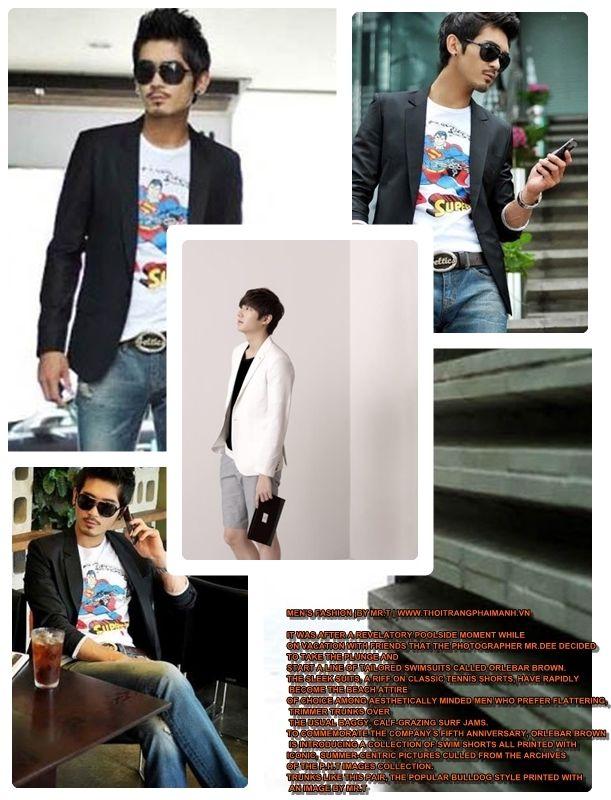 SUPER
eltics
MEN'S FASHION |BY MR.T | WWW.THOITRANGPHAIMANH.VN
IT WAS AFTER A REVELATORY POOLSIDE MOMENT WHILE
ON VACATION WITH FRIENDS THAT THE PHOTOGRAPHER MR.DEE DECIDED.
TO TAKE THE PLUNGE AND
START A LINE OF TAILORED SWIMSUITS CALLED ORLEBAR BROWN.
THE SLEEK SUITS, A RIFF ON CLASSIC TENNIS SHORTS, HAVE RAPIDLY
BECOME THE BEACH ATTIRE
OF CHOICE AMONG AESTHETICALLY MINDED MEN WHO PREFER FLATTERING,
TRIMMER TRUNKS OVER
THE USUAL BAGGY, CALF-GRAZING SURF JAMS.
TO COMMEMORATE THE COMPANY'S FIFTH ANNIVERSARY, ORLEBAR BROWN
IS INTRODUCING A COLLECTION OF SWIM SHORTS ALL PRINTED WITH
ICONIC, SUMMER-CENTRIC PICTURES CULLED FROM THE ARCHIVES
OF THE P.H.T IMAGES COLLECTION.
TRUNKS LIKE THIS PAIR, THE POPULAR BULLDOG STYLE PRINTED WITH
AN IMAGE BY MR.T